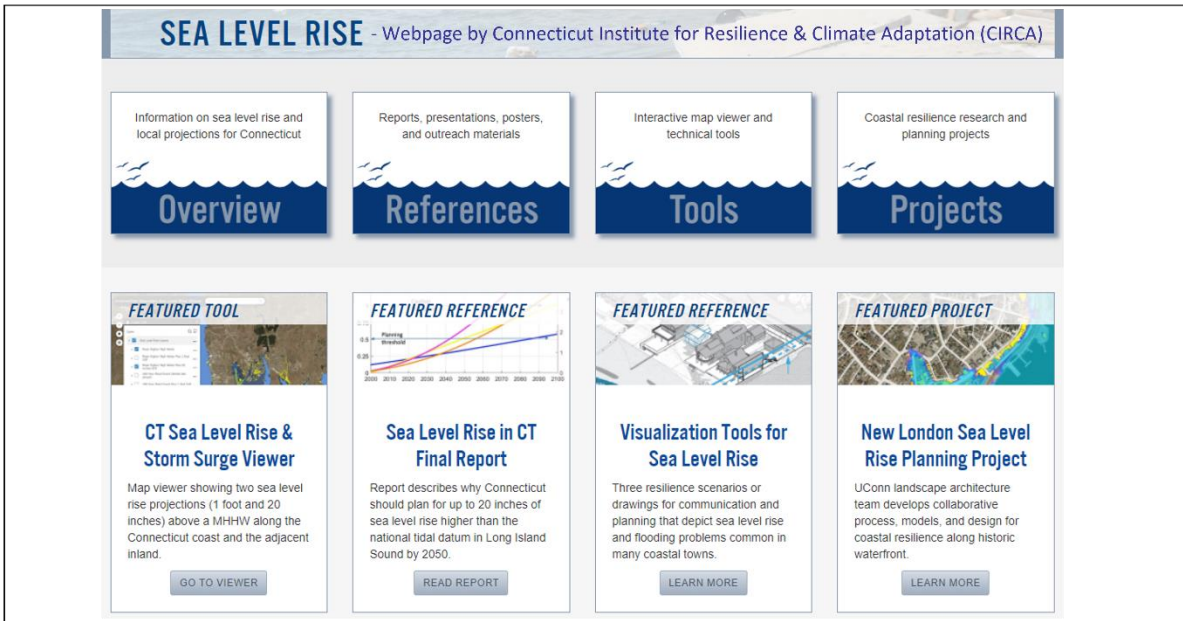 SEA LEVEL RISE - Webpage by Connecticut Institute for Resilience & Climate Adaptation (CIRCA)
Information on sea level rise and
local projections for Connecticut
Overview
Reports, presentations, posters,
and outreach materials
References
Interactive map viewer and
technical tools
Tools
Coastal resilience research and
planning projects
Projects
FEATURED TOOL
CT Sea Level Rise &
Storm Surge Viewer
Map viewer showing two sea level
rise projections (1 foot and 20
inches) above a MHHW along the
Connecticut coast and the adjacent
inland.
GO TO VIEWER
FEATURED REFERENCE
Planning
threshold
0.5
0.25
0
2
1
0
2000 2010 2020 2030 2040 2050 2060 2070 2080 2090 2100
Sea Level Rise in CT
Final Report
Report describes why Connecticut
should plan for up to 20 inches of
sea level rise higher than the
national tidal datum in Long Island
Sound by 2050.
READ REPORT
FEATURED REFERENCE
Visualization Tools for
Sea Level Rise
Three resilience scenarios or
drawings for communication and
planning that depict sea level rise
and flooding problems common in
many coastal towns.
LEARN MORE
FEATURED PROJECT
New London Sea Level
Rise Planning Project
UConn landscape architecture
team develops collaborative
process, models, and design for
coastal resilience along historic
waterfront.
LEARN MORE